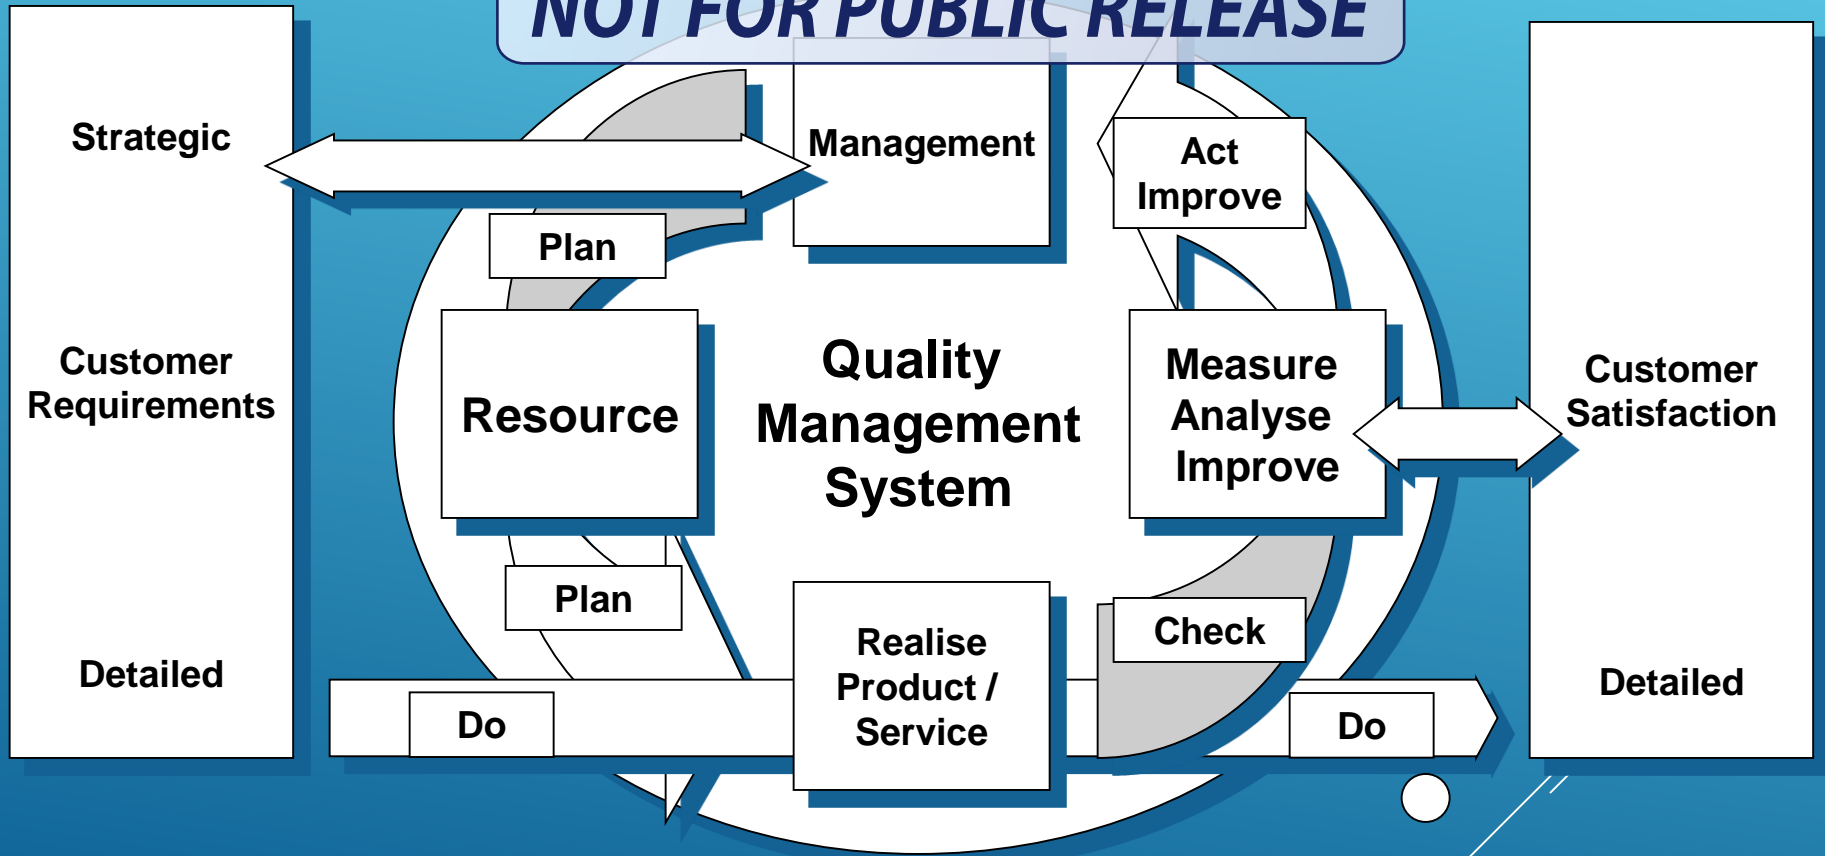 NOT FOR PUBLIC RELEASE
Strategic
Management
Act
Improve
Plan
Customer
Requirements
Resource
Quality
Management
System
Measure
Analyse
Improve
Customer
Satisfaction
Plan
Check
Realise
Product /
Service
Detailed
Detailed
Do
Do